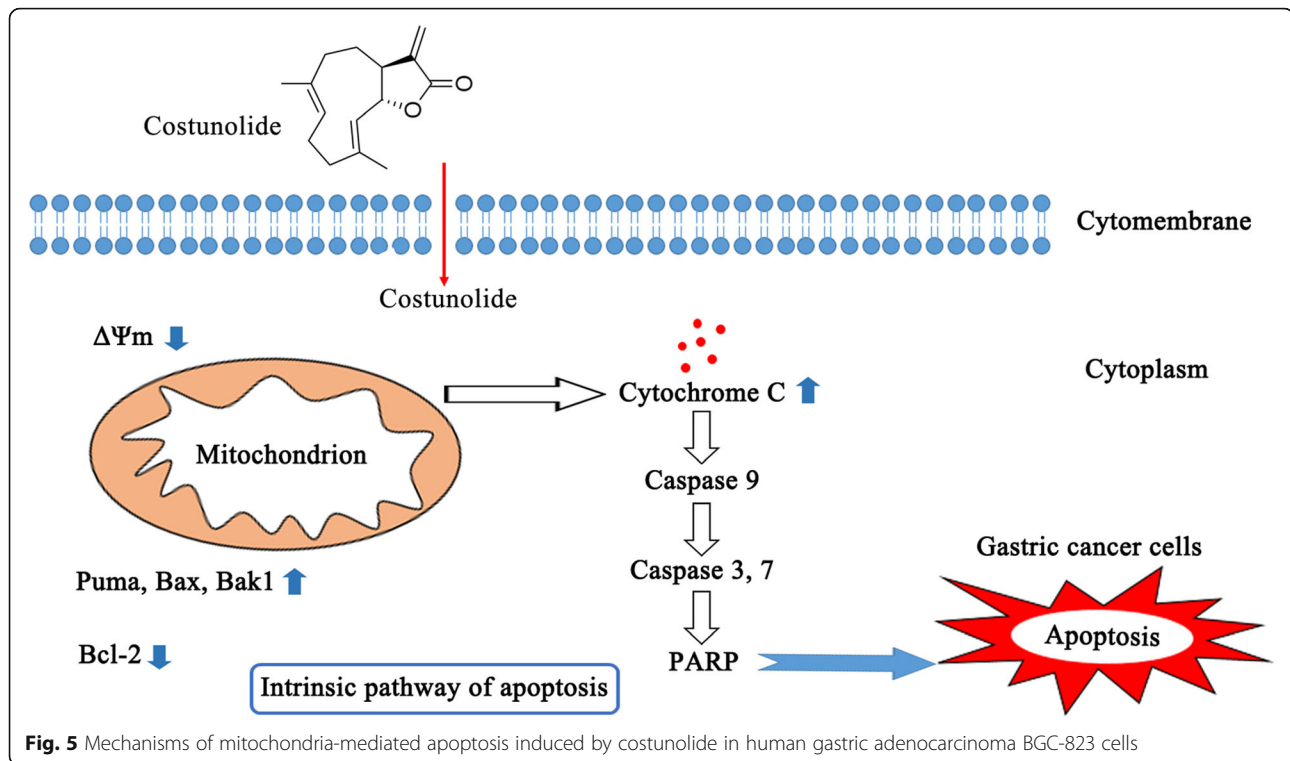 O
O
Costunolide
Cytomembrane
Costunolide
ΔΨm
Cytochrome C
Cytoplasm
Mitochondrion
Caspase 9
Gastric cancer cells
Puma, Bax, Bak1
Caspase 3, 7
Apoptosis
Bcl-2
PARP
Intrinsic pathway of apoptosis
Fig. 5 Mechanisms of mitochondria-mediated apoptosis induced by costunolide in human gastric adenocarcinoma BGC-823 cells